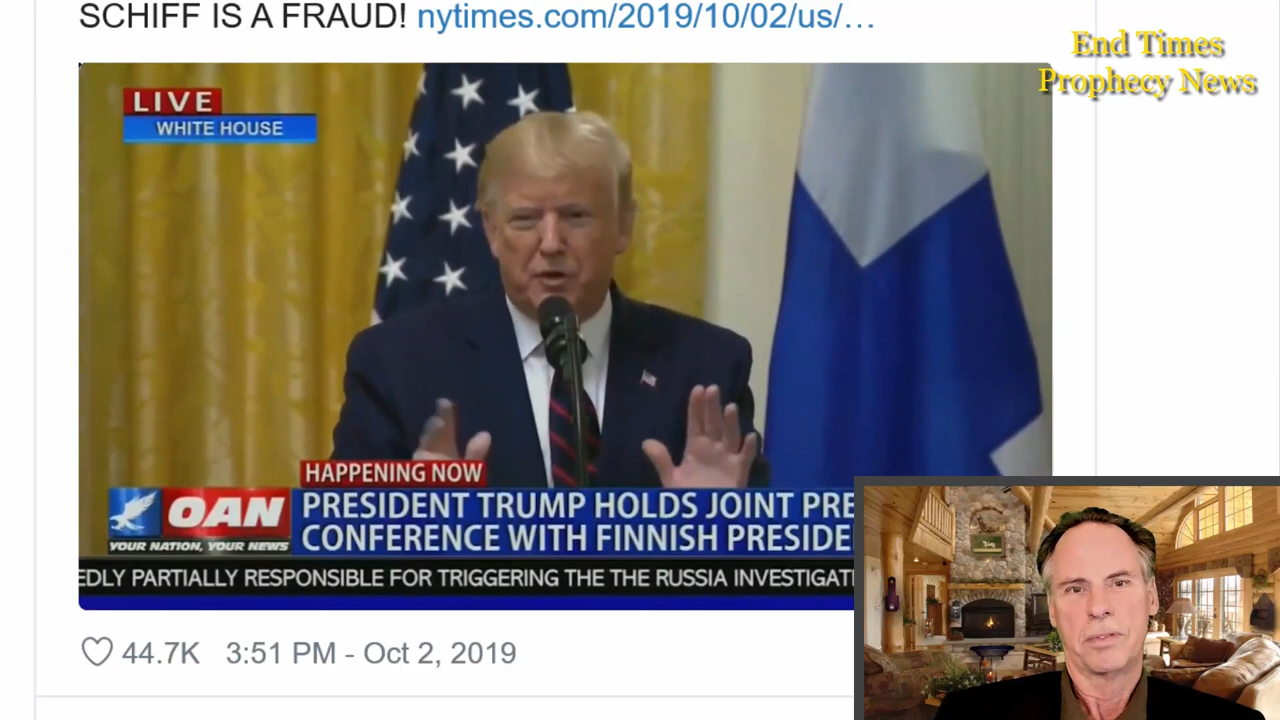 SCHIFF IS A FRAUD! nytimes.com/2019/10/02/us/…
End Times
Prophecy News
LIVE
WHITE HOUSE
HAPPENING NOW
OAN
YOUR NATION, YOUR NEWS
PRESIDENT TRUMP HOLDS JOINT PRE
CONFERENCE WITH FINNISH PRESIDE
EDLY PARTIALLY RESPONSIBLE FOR TRIGGERING THE THE RUSSIA INVESTIGAT
44.7K 3:51 PM - Oct 2, 2019